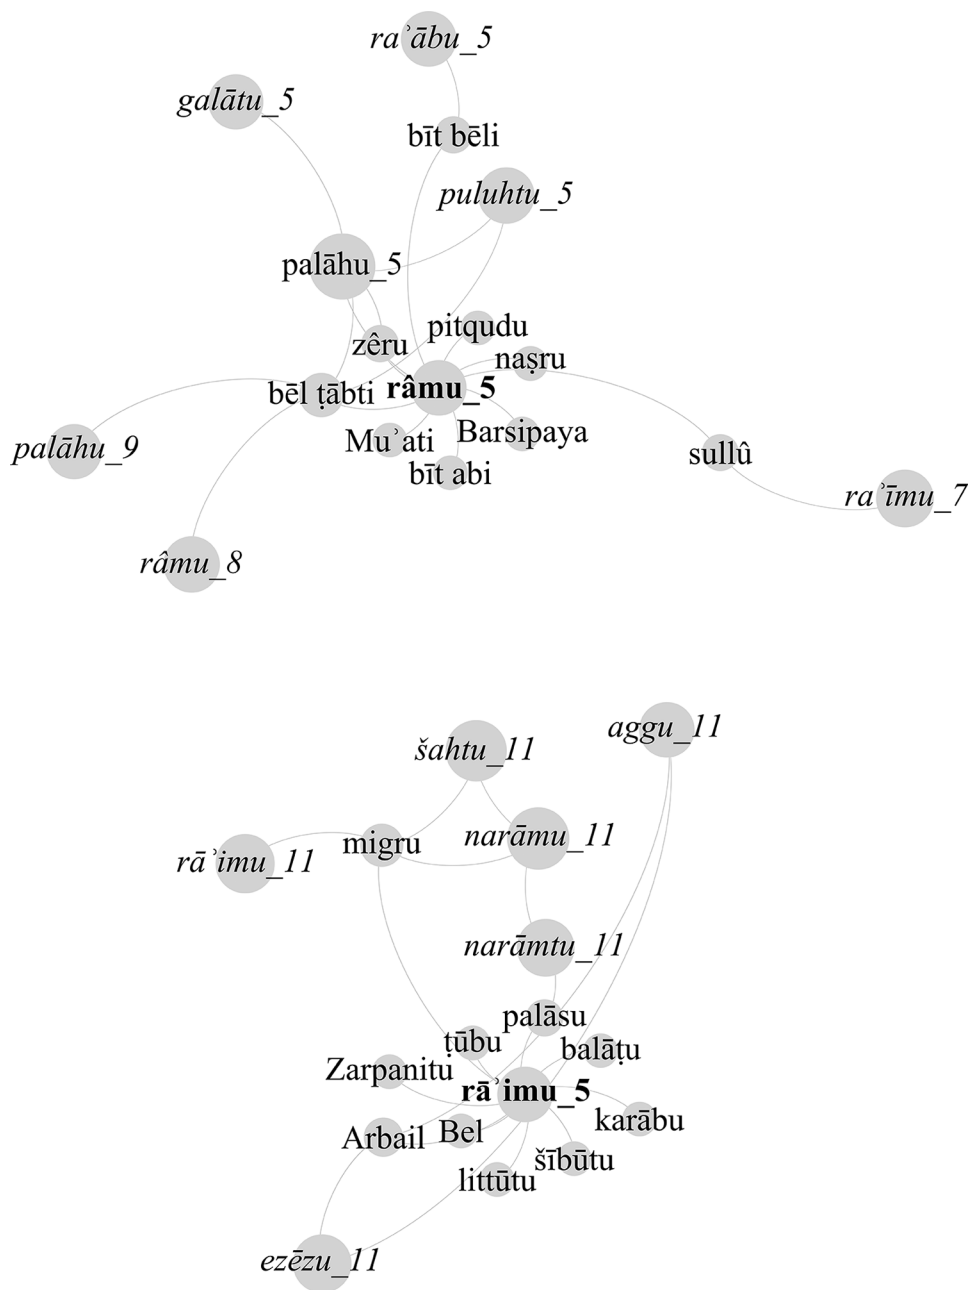 raʾābu_5
galātu_5
bīt bēli
puluhtu_5
palāhu_5
pitqudu
zêru
naṣru
bēl ṭābti
râmu_5
Barsipaya
Muʾati
palāhu_9
sullû
bīt abi
raʾīmu_7
râmu_8
aggu_11
šahtu_11
narāmu_11
migru
rāʾimu_11
narāmtu_11
palāsu
ṭūbu
balāṭu
Zarpanitu
rāʾimu_5
karābu
Bel
Arbail
šībūtu
littūtu
ezēzu_11